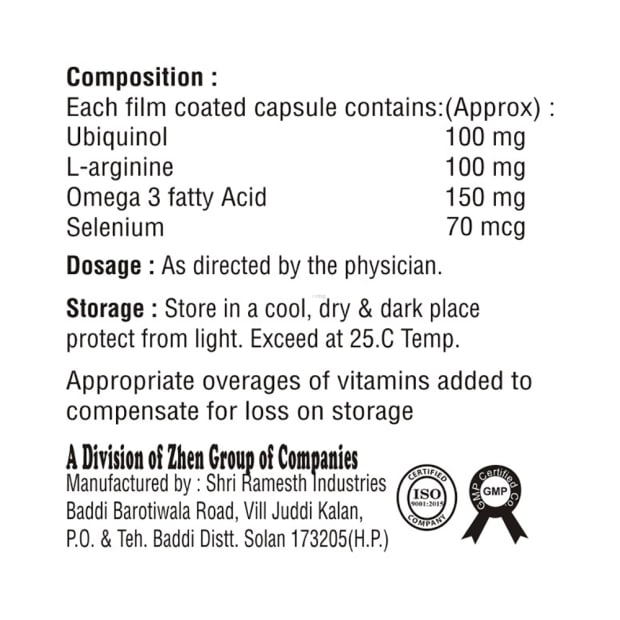 Composition :
Each film coated capsule contains:(Approx) :
Ubiquinol 100 mg
L-arginine 100 mg
Omega 3 fatty Acid 150 mg
Selenium 70 mcg
Dosage : As directed by the physician.
Storage : Store in a cool, dry & dark place
protect from light. Exceed at 25.C Temp.
Appropriate overages of vitamins added to
compensate for loss on storage
A Division of Zhen Group of Companies
Manufactured by : Shri Ramesth Industries
Baddi Barotiwala Road, Vill Juddi Kalan,
P.O. & Teh. Baddi Distt. Solan 173205(H.P.)
CERTIFIED
ISO
9001:2015
COMPANY
GMP Certified Co
GMP